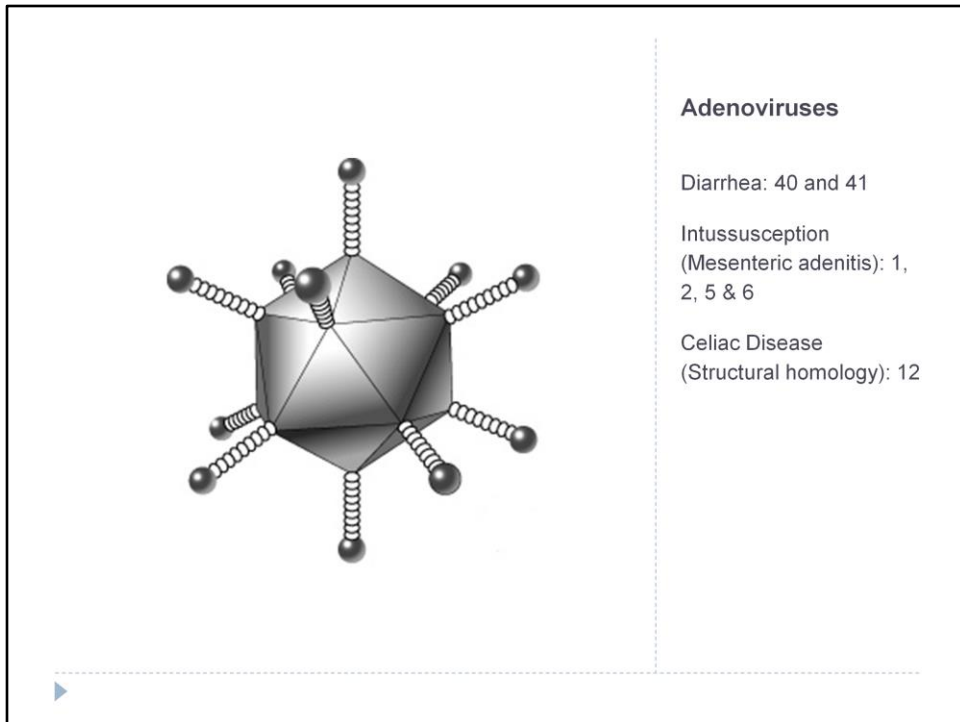 Adenoviruses
Diarrhea: 40 and 41
Intussusception
(Mesenteric adenitis): 1,
2, 5 & 6
Celiac Disease
(Structural homology): 12